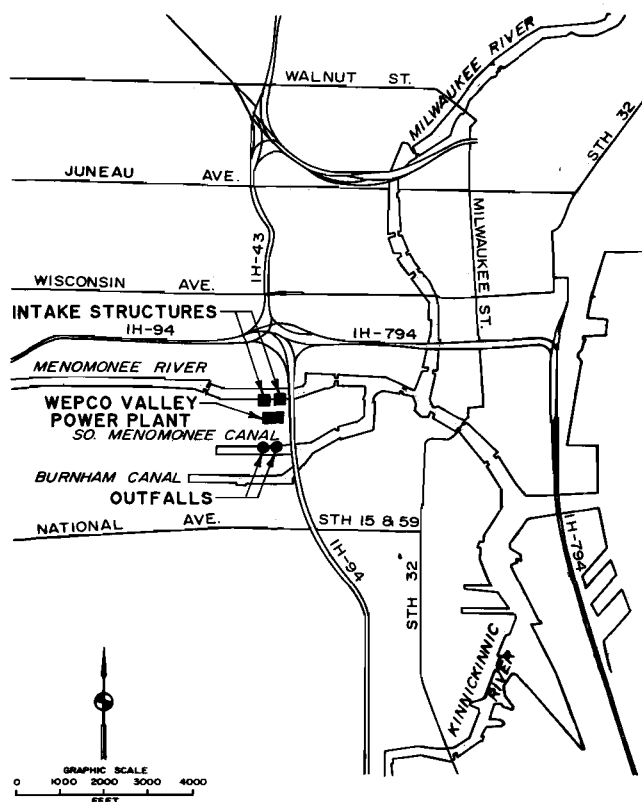 WALNUT ST.
MILWAUKEE RIVER
STH 32
JUNEAU AVE.
IH-43
MILWAUKEE ST.
WISCONSIN AVE.
INTAKE STRUCTURES
IH-94
IH-794
MENOMONEE RIVER
WEPCO VALLEY
POWER PLANT
SO. MENOMONEE CANAL
BURNHAM CANAL
OUTFALLS
NATIONAL AVE.
STH 15 & 59
IH-94
STH 32
IH-794
KINNICKINNIC
RIVER
GRAPHIC SCALE
0 1000 2000 3000 4000
FEET